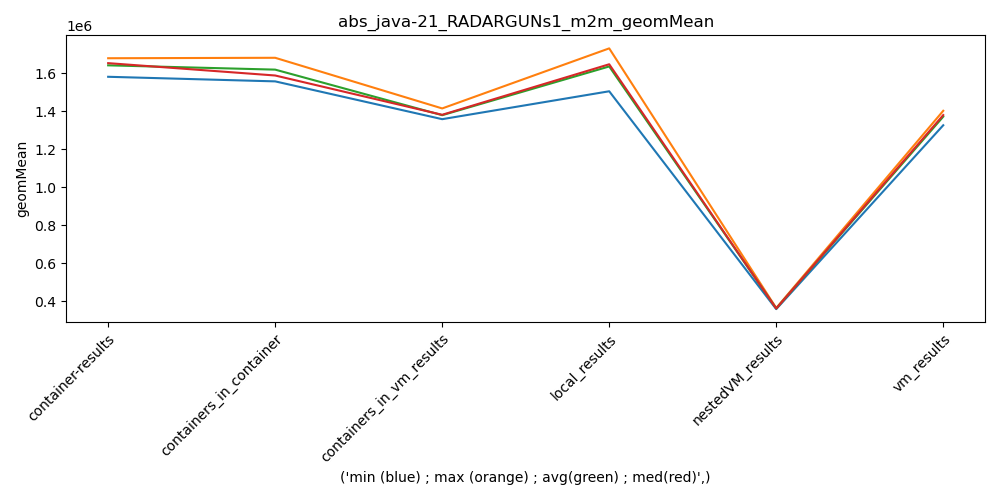 abs_java-21_RADARGUNs1_m2m_geomMean
1e6
1.6
1.4
1.2
1.0
0.8
0.6
0.4
geomMean
container-results
containers_in_container
containers_in_vm_results
local_results
nestedVM_results
vm_results
('min (blue) ; max (orange) ; avg(green) ; med(red)',)